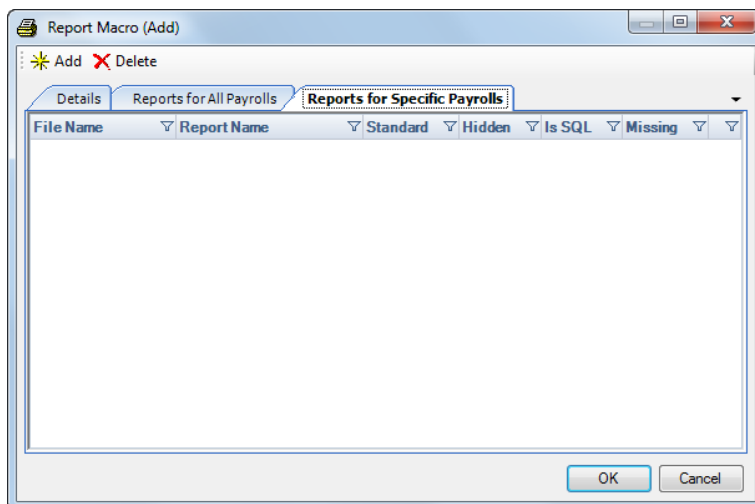 Report Macro (Add)
Add Delete
Details Reports for All Payrolls Reports for Specific Payrolls
File Name Report Name Standard Hidden Is SQL Missing
OK Cancel